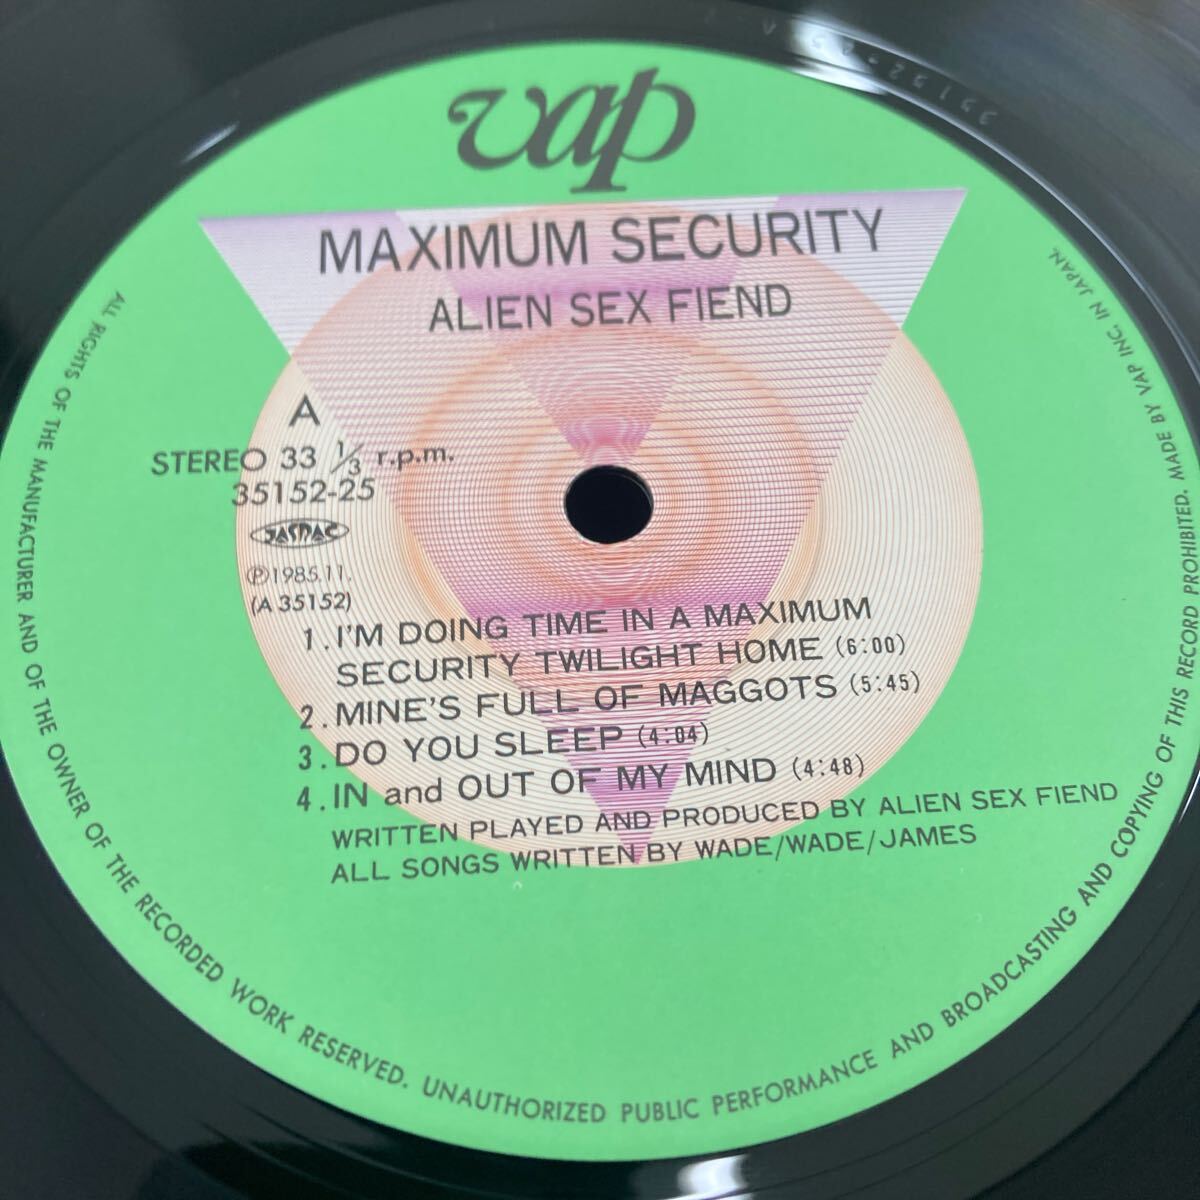 vap
MAXIMUM SECURITY
ALIEN SEX FIEND
A
STEREO 33 1/3 r.p.m.
35152-25
JASRAC
Ⓟ1985.11.
(A 35152)
1. I'M DOING TIME IN A MAXIMUM
SECURITY TWILIGHT HOME (6:00)
2. MINE'S FULL OF MAGGOTS (5:45)
3. DO YOU SLEEP (4:04)
4. IN and OUT OF MY MIND (4:48)
WRITTEN PLAYED AND PRODUCED BY ALIEN SEX FIEND
ALL SONGS WRITTEN BY WADE/WADE/JAMES
ALL RIGHTS OF THE MANUFACTURER AND OF THE OWNER OF THE RECORDED WORK RESERVED. UNAUTHORIZED PUBLIC PERFORMANCE AND BROADCASTING AND COPYING OF THIS RECORD PROHIBITED. MADE BY VAP INC. IN JAPAN.